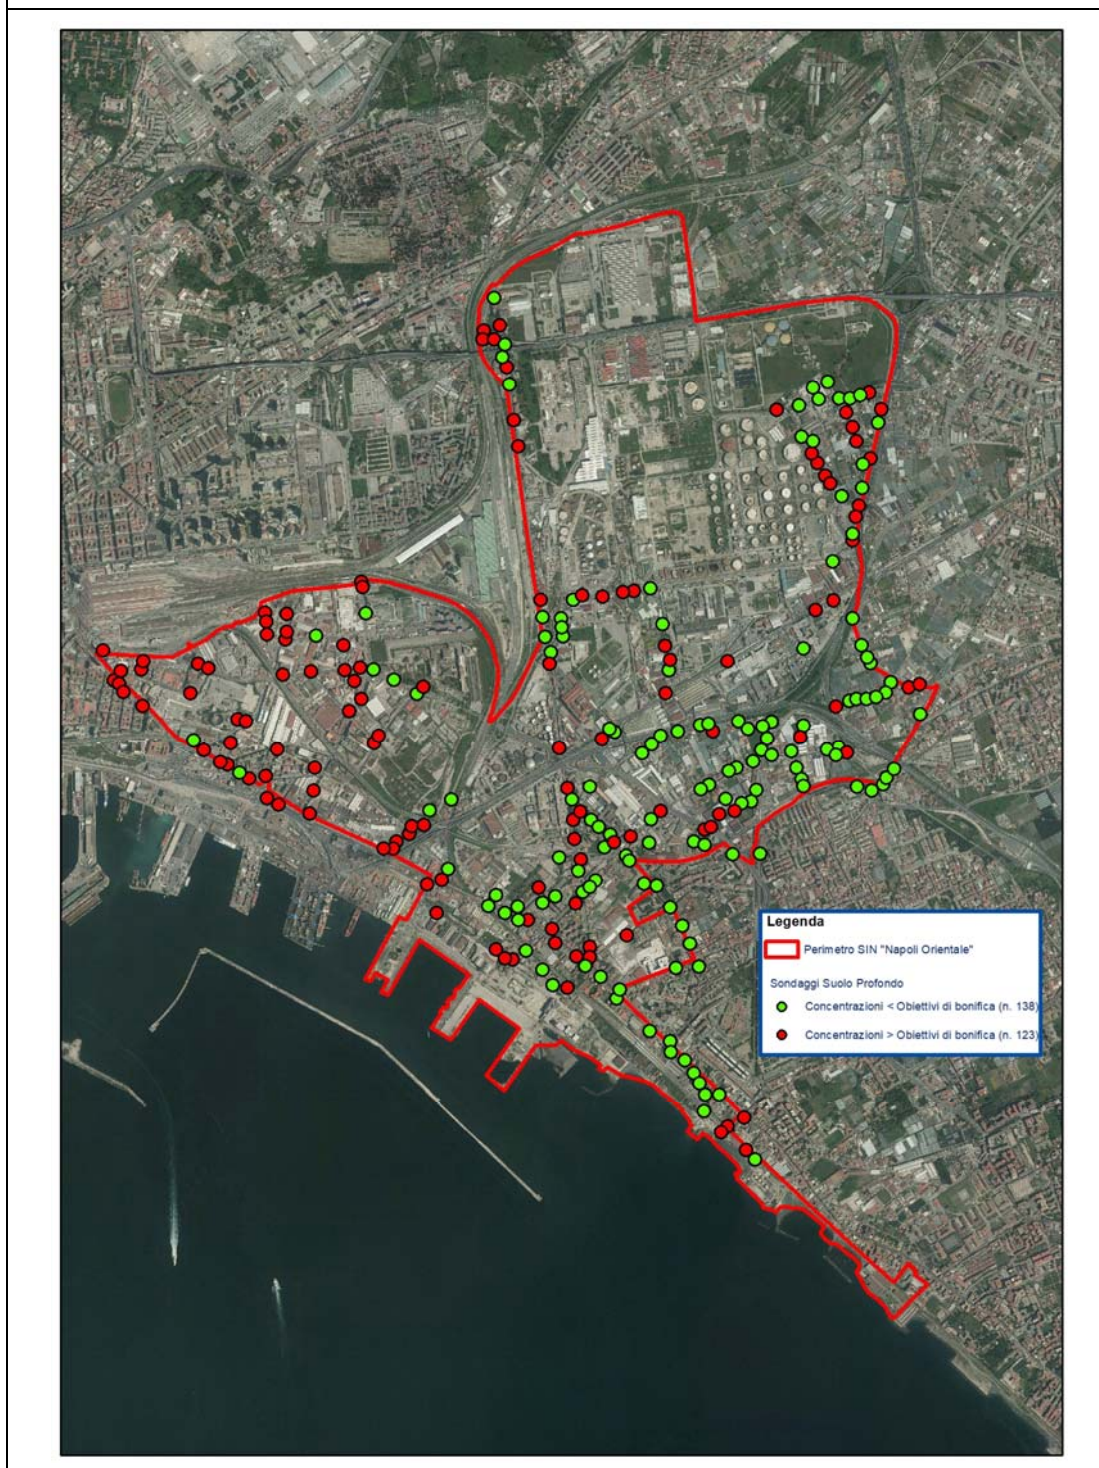 Legenda
Perimetro SIN "Napoli Orientale"
Sondaggi Suolo Profondo
Concentrazioni < Obiettivi di bonifica (n. 138)
Concentrazioni > Obiettivi di bonifica (n. 123)